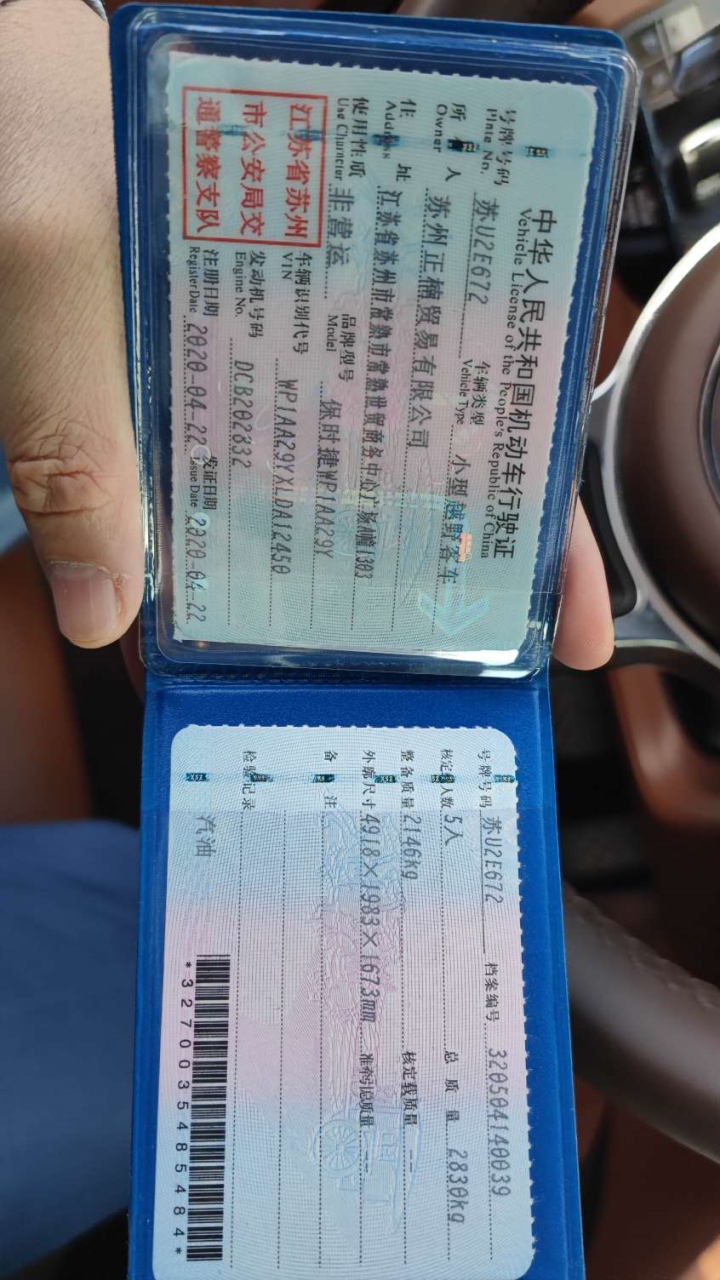 中华人民共和国机动车行驶证
Vehicle License of the People's Republic of China
号牌号码 苏U2E672 车辆类型 小型越野客车
Plate No. Vehicle Type
所有人 苏州正楠贸易有限公司
Owner
住址 江苏省苏州市常熟市常熟世贸商务中心广场 1303
Address
使用性质 非营运 品牌型号 保时捷WP1AA29Y
Use Character Model
江苏省苏州
市公安局交
通警察支队
车辆识别代号 WP1AA29YXLDA12450
VIN
发动机号码 DCB202832
Engine No.
注册日期 2020-04-22 发证日期 2020-04-22
Register Date Issue Date
号牌号码 苏U2E672 档案编号 320504140039
核定载人数 5人 总质量 2830kg
整备质量 2146kg 核定载质量 --
外廓尺寸 4918×1983×1673mm 准牵引总质量 --
备注
检验记录
汽油
*3270035485484*